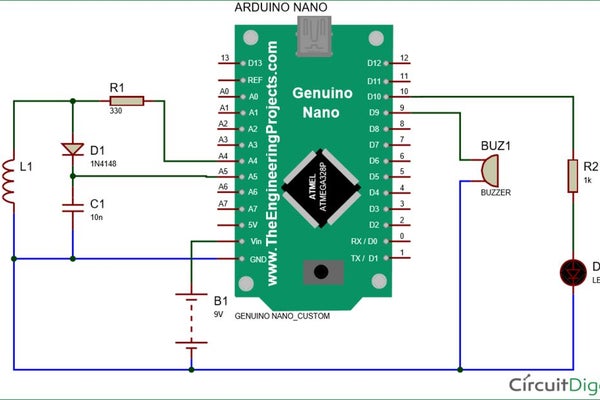 ARDUINO NANO
13
D13
REF
A0
A0
A1
A1
A2
A2
A3
A3
A4
A4
A5
A5
A6
A6
A7
A7
5V
Vin
GND
D12
12
D11
11
D10
10
D9
9
D8
8
D7
7
D6
6
D5
5
D4
4
D3
3
D2
2
RX / D0
0
TX / D1
1
www.TheEngineeringProjects.com
Genuino
Nano
ATMEL
ATMEGA328P
GENUINO NANO_CUSTOM
R1
330
L1
D1
1N4148
C1
10n
B1
9V
BUZ1
BUZZER
R2
1k
D
LE
CircuitDige